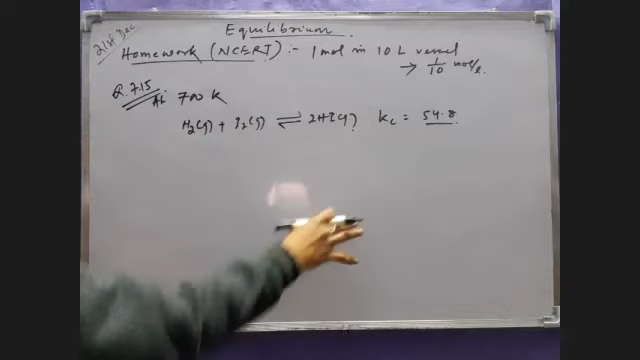 21st Dec
Equilibrium
Homework (NCERT) :- 1 mol in 10 L vessel
→ 1/10 mol/L.
Q.7.15
At 700 K
H₂(g) + I₂(g) ⇌ 2HI(g) Kc = 54.8